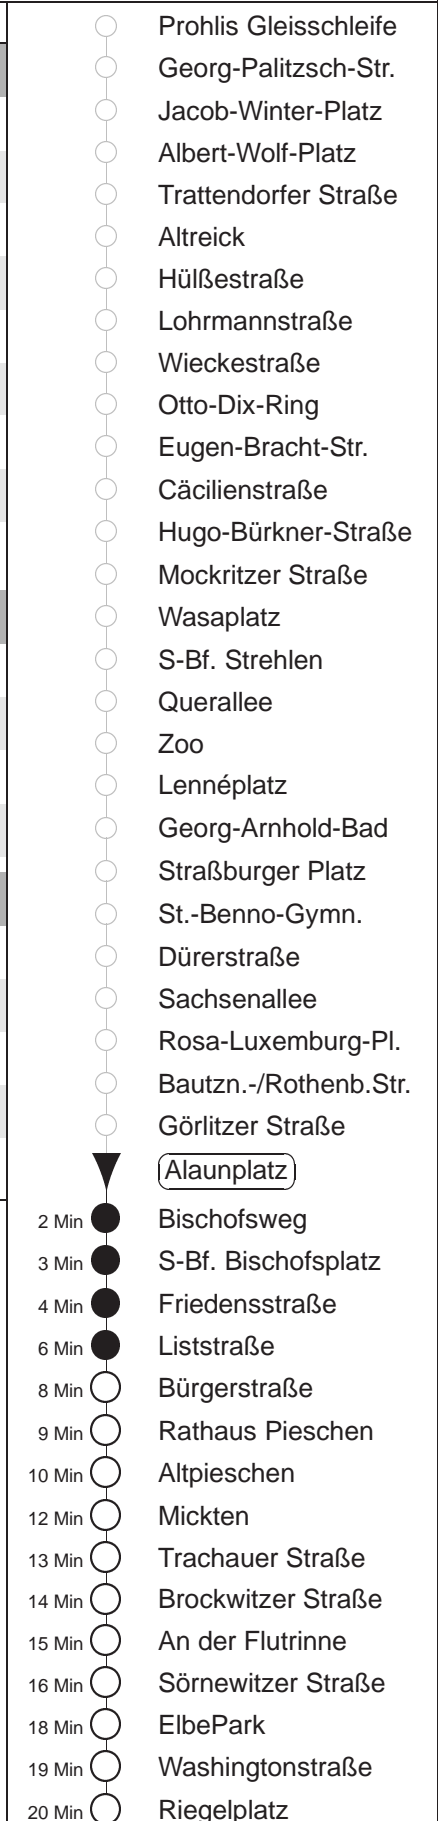 Prohlis Gleisschleife
Georg-Palitzsch-Str.
Jacob-Winter-Platz
Albert-Wolf-Platz
Trattendorfer Straße
Altreick
Hülßestraße
Lohrmannstraße
Wieckestraße
Otto-Dix-Ring
Eugen-Bracht-Str.
Cäcilienstraße
Hugo-Bürkner-Straße
Mockritzer Straße
Wasaplatz
S-Bf. Strehlen
Querallee
Zoo
Lennéplatz
Georg-Arnhold-Bad
Straßburger Platz
St.-Benno-Gymn.
Dürerstraße
Sachsenallee
Rosa-Luxemburg-Pl.
Bautzn.-/Rothenb.Str.
Görlitzer Straße
Alaunplatz
2 Min Bischofsweg
3 Min S-Bf. Bischofsplatz
4 Min Friedensstraße
6 Min Liststraße
8 Min Bürgerstraße
9 Min Rathaus Pieschen
10 Min Altpieschen
12 Min Mickten
13 Min Trachauer Straße
14 Min Brockwitzer Straße
15 Min An der Flutrinne
16 Min Sörnewitzer Straße
18 Min ElbePark
19 Min Washingtonstraße
20 Min Riegelplatz